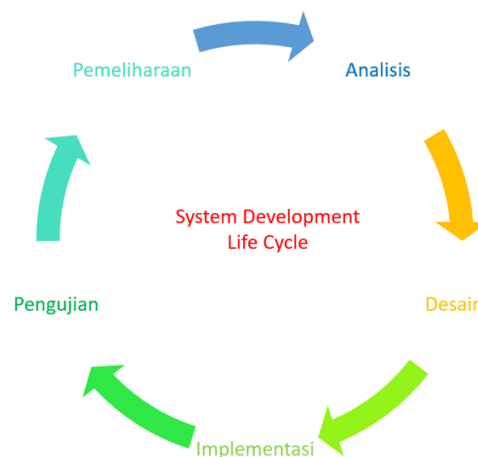 Pemeliharaan
Analisis
System Development
Life Cycle
Pengujian
Desain
Implementasi